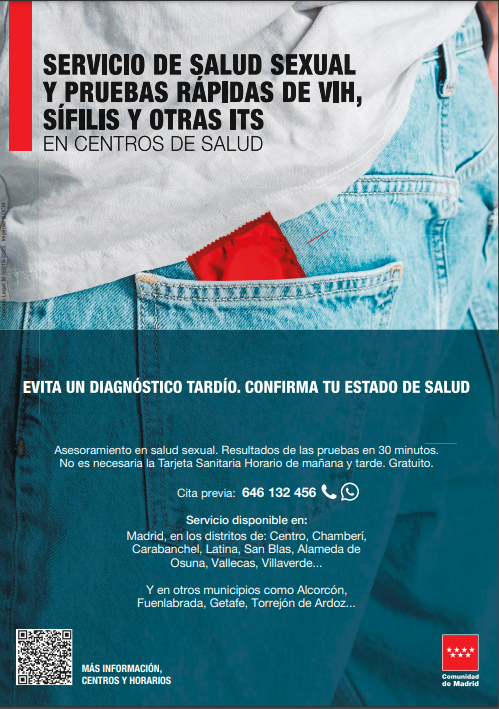 SERVICIO DE SALUD SEXUAL
Y PRUEBAS RÁPIDAS DE VIH,
SÍFILIS Y OTRAS ITS
EN CENTROS DE SALUD
EVITA UN DIAGNÓSTICO TARDÍO. CONFIRMA TU ESTADO DE SALUD
Asesoramiento en salud sexual. Resultados de las pruebas en 30 minutos.
No es necesaria la Tarjeta Sanitaria Horario de mañana y tarde. Gratuito.
Cita previa: 646 132 456
Servicio disponible en:
Madrid, en los distritos de: Centro, Chamberí,
Carabanchel, Latina, San Blas, Alameda de
Osuna, Vallecas, Villaverde...
Y en otros municipios como Alcorcón,
Fuenlabrada, Getafe, Torrejón de Ardoz...
MÁS INFORMACIÓN,
CENTROS Y HORARIOS
Comunidad
de Madrid